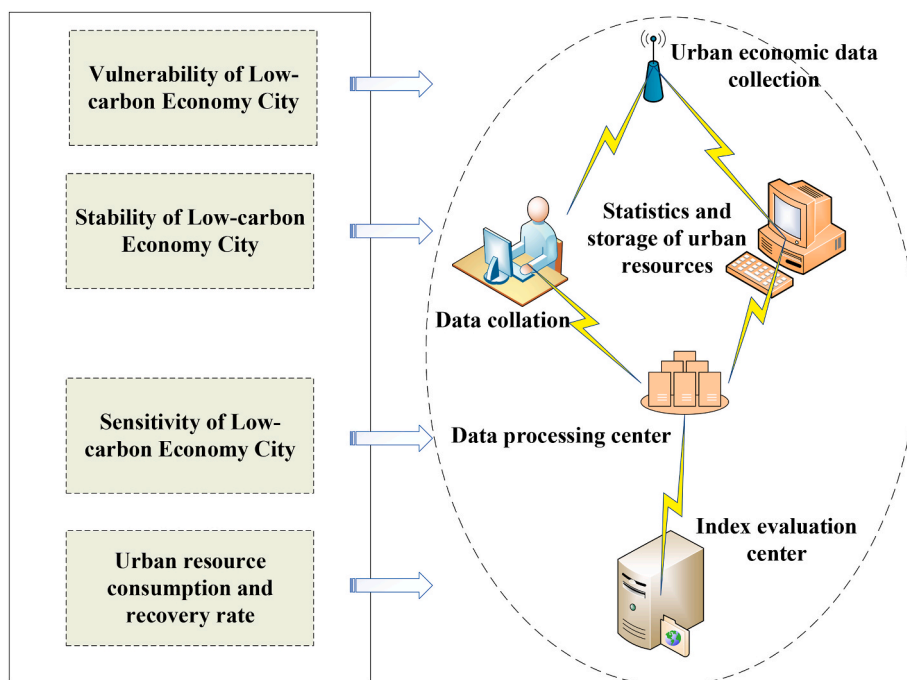 Vulnerability of Low-
carbon Economy City
Stability of Low-carbon
Economy City
Sensitivity of Low-
carbon Economy City
Urban resource
consumption and
recovery rate
Urban economic data
collection
Statistics and
storage of urban
resources
Data collation
Data processing center
Index evaluation
center